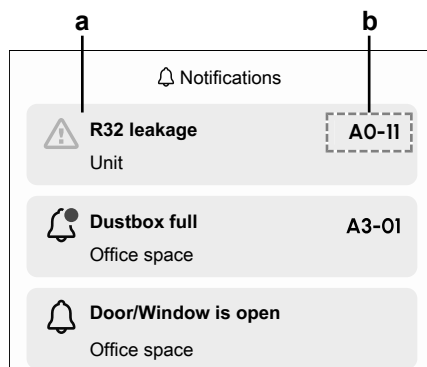 a b
Notifications
R32 leakage A0-11
Unit
Dustbox full A3-01
Office space
Door/Window is open
Office space